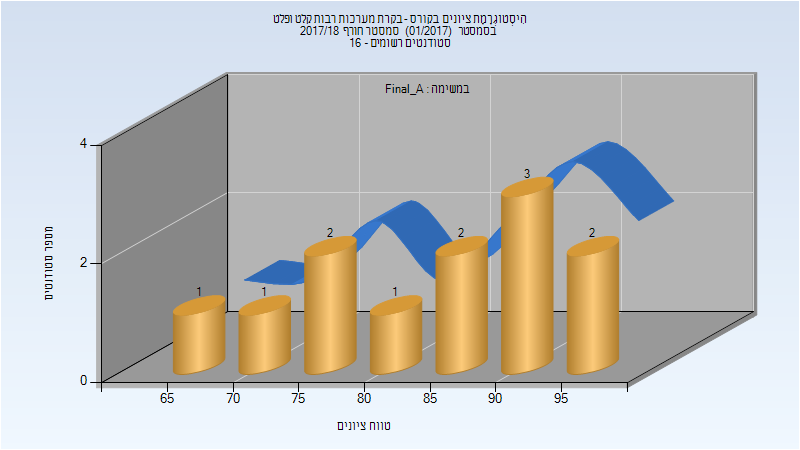 היסטוגרמת ציונים בקורס - בקרת מערכות רבות קלט ופלט
בסמסטר (01/2017) סמסטר חורף 2017/18
סטודנטים רשומים - 16
במשימה : Final_A
4
2
0
מספר סטודנטים
1
1
2
1
2
3
2
65
70
75
80
85
90
95
טווח ציונים